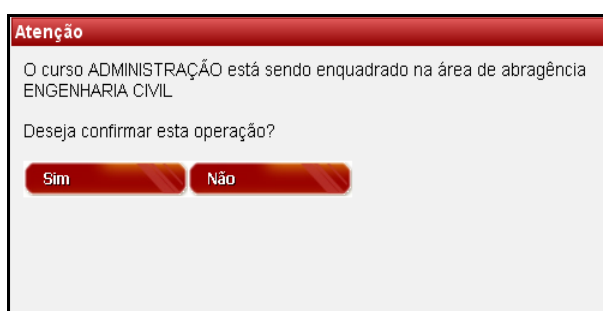 Atenção
O curso ADMINISTRAÇÃO está sendo enquadrado na área de abragência
ENGENHARIA CIVIL
Deseja confirmar esta operação?
Sim Não